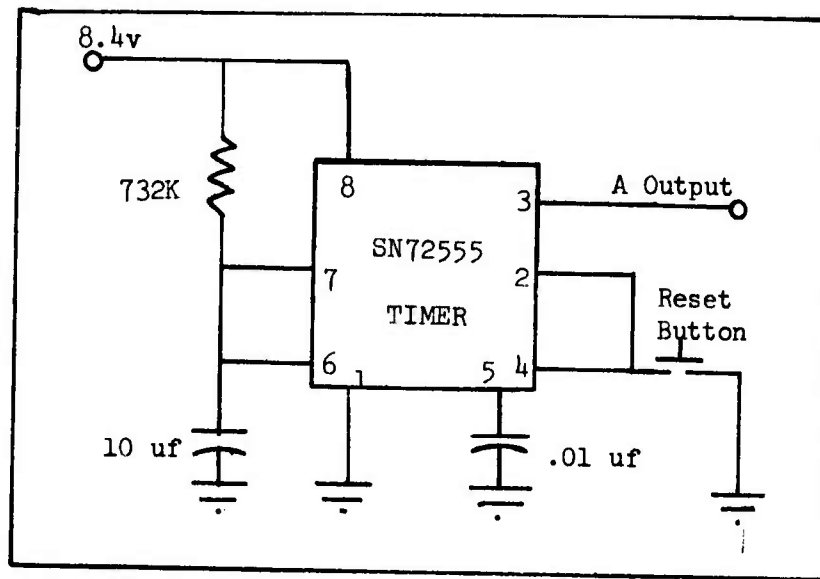 8.4v
732K
8
3
A Output
SN72555
7
2
TIMER
Reset
Button
6
1
5
4
10 uf
.01 uf